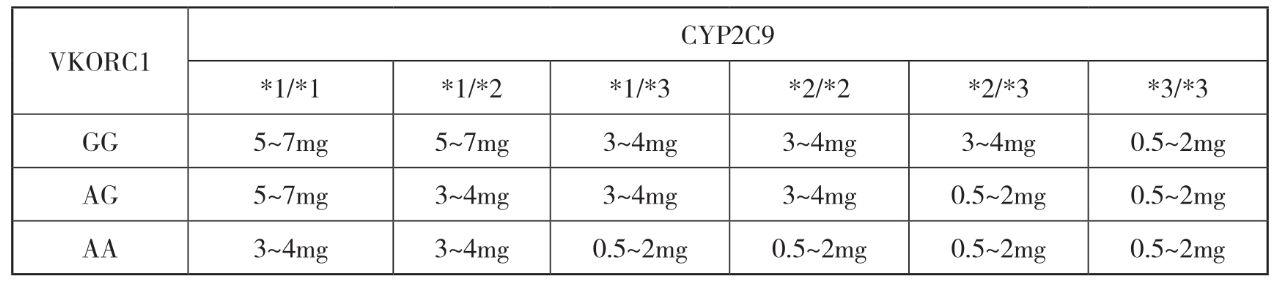 VKORC1 CYP2C9
*1/*1 *1/*2 *1/*3 *2/*2 *2/*3 *3/*3
GG 5~7mg 5~7mg 3~4mg 3~4mg 3~4mg 0.5~2mg
AG 5~7mg 3~4mg 3~4mg 3~4mg 0.5~2mg 0.5~2mg
AA 3~4mg 3~4mg 0.5~2mg 0.5~2mg 0.5~2mg 0.5~2mg